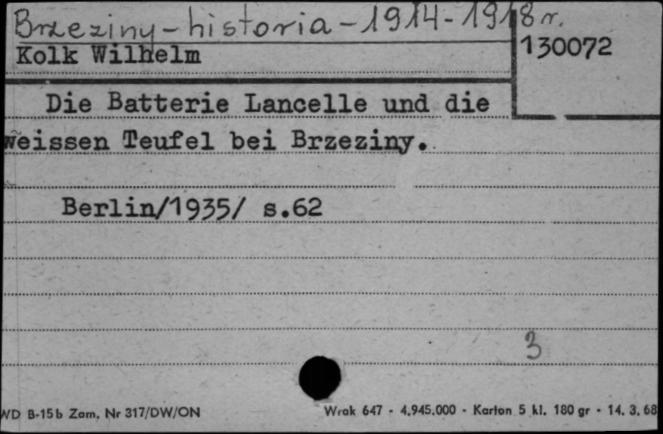 Brzeziny - historia - 1914 - 1918 r.
Kolk Wilhelm
130072
Die Batterie Lancelle und die
weissen Teufel bei Brzeziny.
Berlin/1935/ s.62
3
WD B-15b Zam. Nr 317/DW/ON
Wrak 647 - 4.945.000 - Karton 5 kl. 180 gr - 14. 3. 68